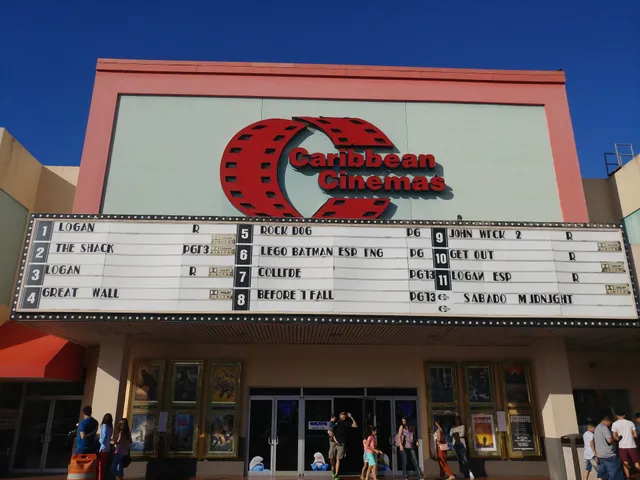 Caribbean
Cinemas
1 LOGAN R
2 THE SHACK PG13
3 LOGAN R
4 GREAT WALL
5 ROCK DOG PG
6 LEGO BATMAN ESP ING PG
7 COLLIDE PG13
8 BEFORE I FALL PG13
9 JOHN WICK 2 R
10 GET OUT R
11 LOGAN ESP R
SABADO MIDNIGHT